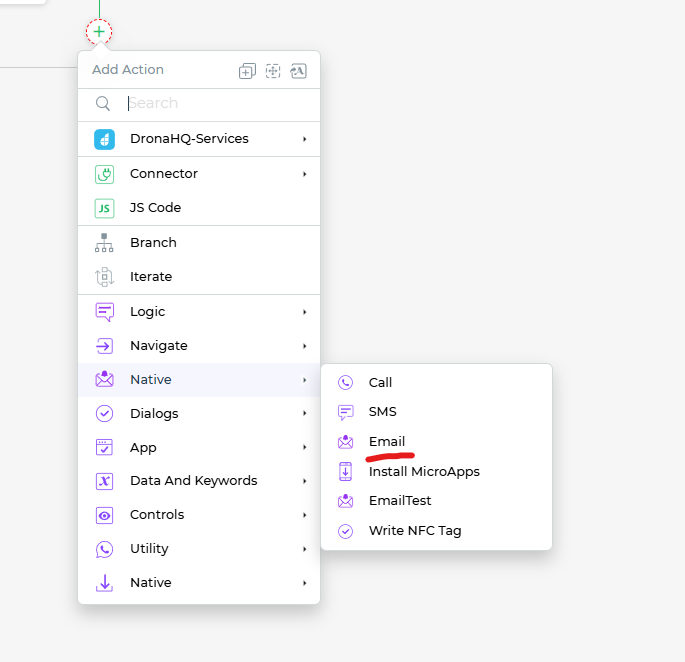 Add Action
Search
DronaHQ-Services
Connector
JS
JS Code
Branch
Iterate
Logic
Navigate
Native
Dialogs
App
Data And Keywords
Controls
Utility
Native
Call
SMS
Email
Install MicroApps
EmailTest
Write NFC Tag